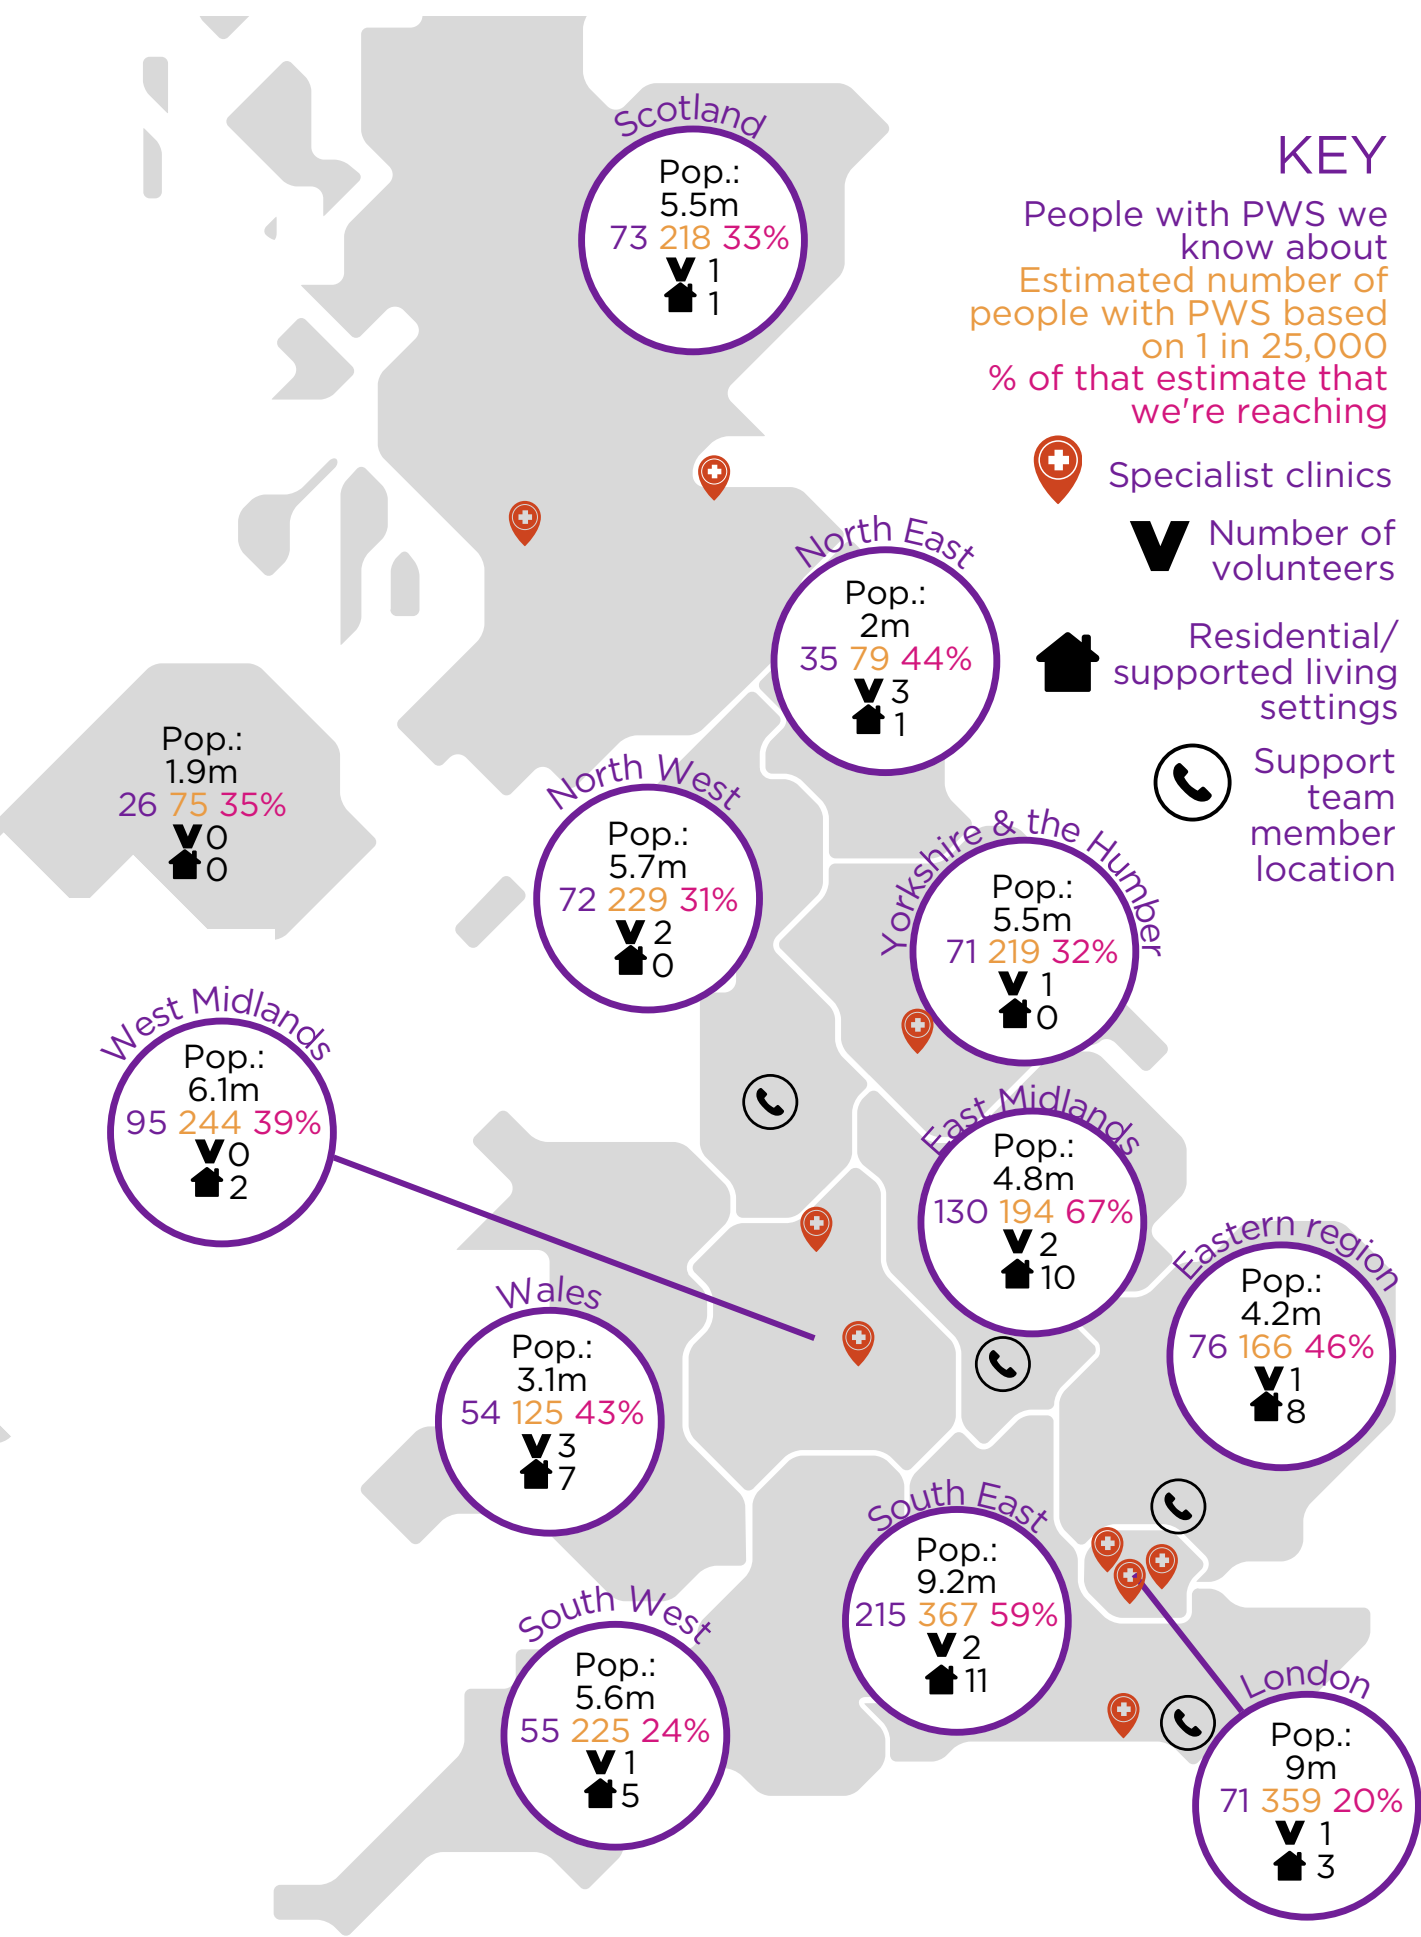 Scotland
Pop.:
5.5m
73 218 33%
1
1
KEY
People with PWS we
know about
Estimated number of
people with PWS based
on 1 in 25,000
% of that estimate that
we're reaching
Specialist clinics
Number of
volunteers
Residential/
supported living
settings
Support
team
member
location
North East
Pop.:
2m
35 79 44%
3
1
Pop.:
1.9m
26 75 35%
0
0
North West
Pop.:
5.7m
72 229 31%
2
0
Yorkshire & the Humber
Pop.:
5.5m
71 219 32%
1
0
West Midlands
Pop.:
6.1m
95 244 39%
0
2
East Midlands
Pop.:
4.8m
130 194 67%
2
10
Eastern region
Pop.:
4.2m
76 166 46%
1
8
Wales
Pop.:
3.1m
54 125 43%
3
7
South East
Pop.:
9.2m
215 367 59%
2
11
South West
Pop.:
5.6m
55 225 24%
1
5
London
Pop.:
9m
71 359 20%
1
3